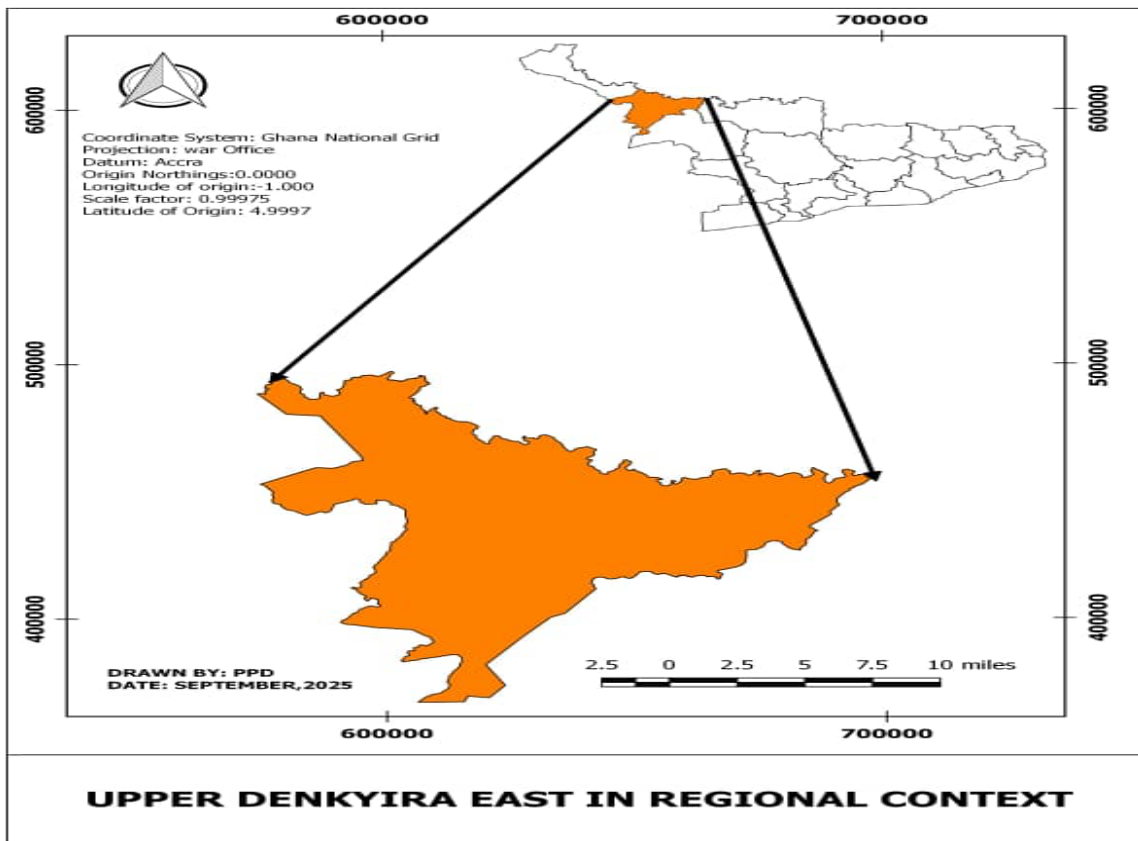 600000 700000
600000 600000
Coordinate System: Ghana National Grid
Projection: war Office
Datum: Accra
Origin Northings:0.0000
Longitude of origin:-1.000
Scale factor: 0.99975
Latitude of Origin: 4.9997
500000 500000
400000 400000
2.5 0 2.5 5 7.5 10 miles
DRAWN BY: PPD
DATE: SEPTEMBER,2025
600000 700000
UPPER DENKYIRA EAST IN REGIONAL CONTEXT